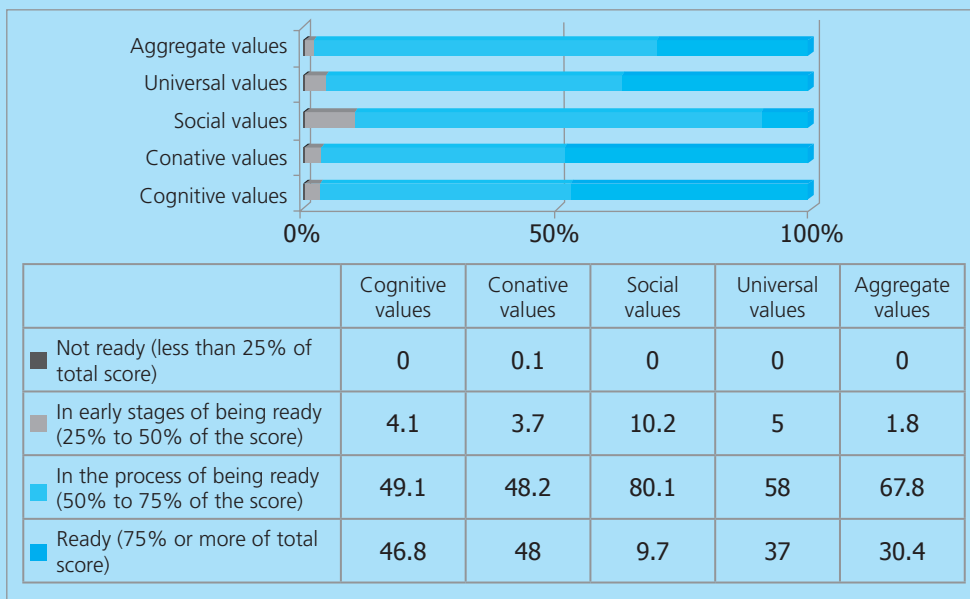 Aggregate values
Universal values
Social values
Conative values
Cognitive values
0% 50% 100%
Cognitive values Conative values Social values Universal values Aggregate values
Not ready (less than 25% of
total score) 0 0.1 0 0 0
In early stages of being ready
(25% to 50% of the score) 4.1 3.7 10.2 5 1.8
In the process of being ready
(50% to 75% of the score) 49.1 48.2 80.1 58 67.8
Ready (75% or more of total
score) 46.8 48 9.7 37 30.4